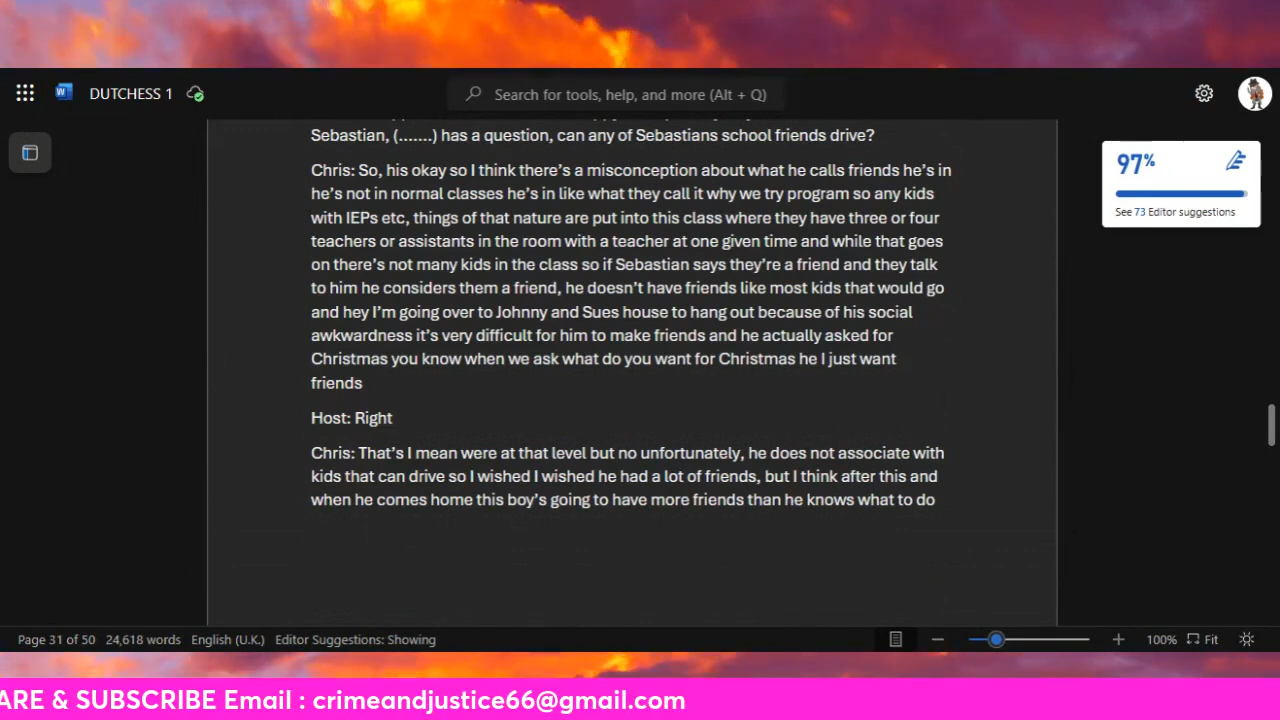 DUTCHESS 1
Search for tools, help, and more (Alt + Q)
Sebastian, (.......) has a question, can any of Sebastians school friends drive?
Chris: So, his okay so I think there's a misconception about what he calls friends he's in
he's not in normal classes he's in like what they call it why we try program so any kids
with IEPs etc, things of that nature are put into this class where they have three or four
teachers or assistants in the room with a teacher at one given time and while that goes
on there's not many kids in the class so if Sebastian says they're a friend and they talk
to him he considers them a friend, he doesn't have friends like most kids that would go
and hey I'm going over to Johnny and Sues house to hang out because of his social
awkwardness it's very difficult for him to make friends and he actually asked for
Christmas you know when we ask what do you want for Christmas he I just want
friends
Host: Right
Chris: That's I mean were at that level but no unfortunately, he does not associate with
kids that can drive so I wished I wished he had a lot of friends, but I think after this and
when he comes home this boy's going to have more friends than he knows what to do
97%
See 73 Editor suggestions
Page 31 of 50 24,618 words English (U.K.) Editor Suggestions: Showing
100% Fit
ARE & SUBSCRIBE Email : crimeandjustice66@gmail.com